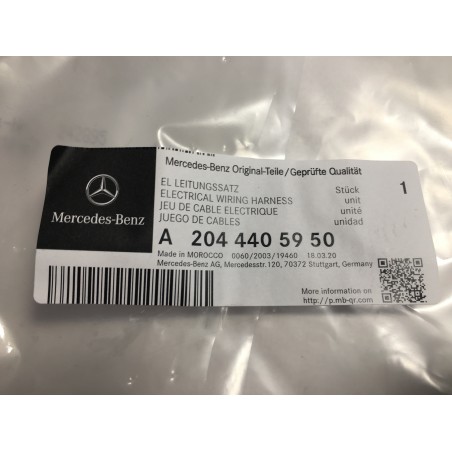 Mercedes-Benz Original-Teile/Geprüfte Qualität
EL LEITUNGSSATZ Stück 1
ELECTRICAL WIRING HARNESS unit
JEU DE CABLE ELECTRIQUE unité
JUEGO DE CABLES unidad
Mercedes-Benz
A 204 440 59 50
Made in MOROCCO 0060/2003/19460 18.03.20
Mercedes-Benz AG, Mercedesstr.120, 70372 Stuttgart, Germany
More information on
http://p.mb-qr.com